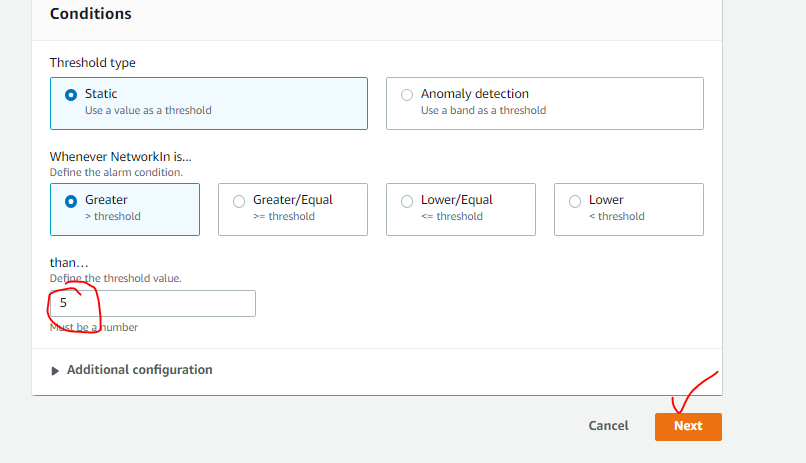 Conditions
Threshold type
Static
Use a value as a threshold
Anomaly detection
Use a band as a threshold
Whenever NetworkIn is...
Define the alarm condition.
Greater
> threshold
Greater/Equal
>= threshold
Lower/Equal
<= threshold
Lower
< threshold
than...
Define the threshold value.
5
Must be a number
Additional configuration
Cancel
Next